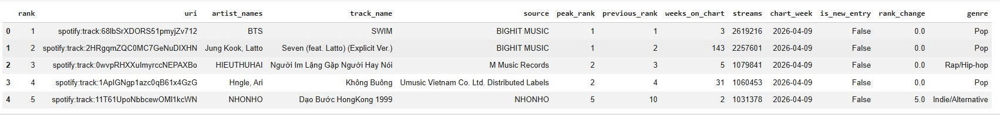 rank uri artist_names track_name source peak_rank previous_rank weeks_on_chart streams chart_week is_new_entry rank_change genre
0 1 spotify:track:68lbSrXDORS51pmyjZv712 BTS SWIM BIGHIT MUSIC 1 1 3 2619216 2026-04-09 False 0.0 Pop
1 2 spotify:track:2HRgqmZQC0MC7GeNuDIXHN Jung Kook, Latto Seven (feat. Latto) (Explicit Ver.) BIGHIT MUSIC 1 2 143 2257601 2026-04-09 False 0.0 Pop
2 3 spotify:track:0wvpRHXXulmyrccNEPAXBo HIEUTHUHAI Người Im Lặng Gặp Người Hay Nói M Music Records 2 3 5 1079841 2026-04-09 False 0.0 Rap/Hip-hop
3 4 spotify:track:1AplGNgp1azc0qB61x4GzG Hngle, Ari Không Buông Umusic Vietnam Co. Ltd. Distributed Labels 2 4 31 1060453 2026-04-09 False 0.0 Pop
4 5 spotify:track:11T61UpoNbbcewOMl1kcWN NHONHO Dạo Bước HongKong 1999 NHONHO 5 10 2 1031378 2026-04-09 False 5.0 Indie/Alternative